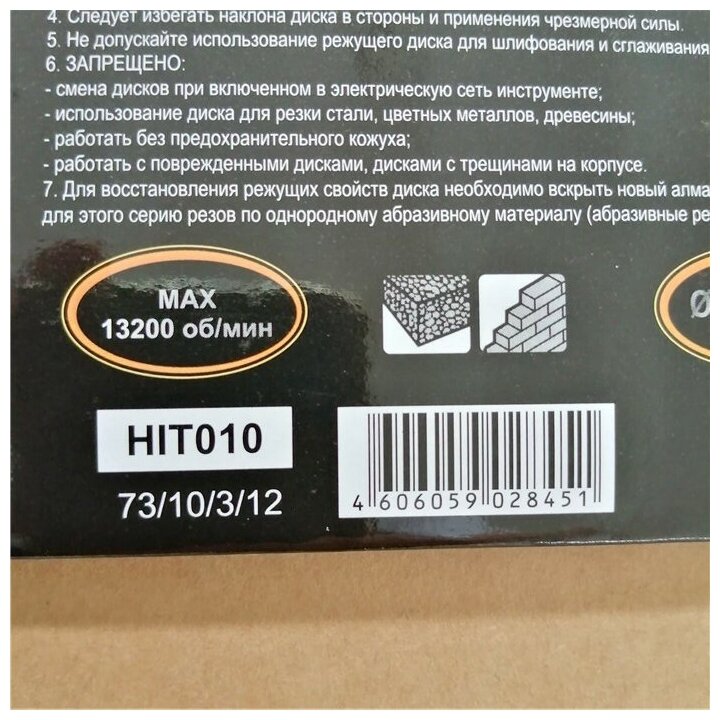 4. Следует избегать наклона диска в стороны и применения чрезмерной силы.
5. Не допускайте использование режущего диска для шлифования и сглаживания
6. ЗАПРЕЩЕНО:
- смена дисков при включенном в электрическую сеть инструменте;
- использование диска для резки стали, цветных металлов, древесины;
- работать без предохранительного кожуха;
- работать с поврежденными дисками, дисками с трещинами на корпусе.
7. Для восстановления режущих свойств диска необходимо вскрыть новый алма
для этого серию резов по однородному абразивному материалу (абразивные ре
MAX
13200 об/мин
Ø
HIT010
73/10/3/12
4 606059 028451